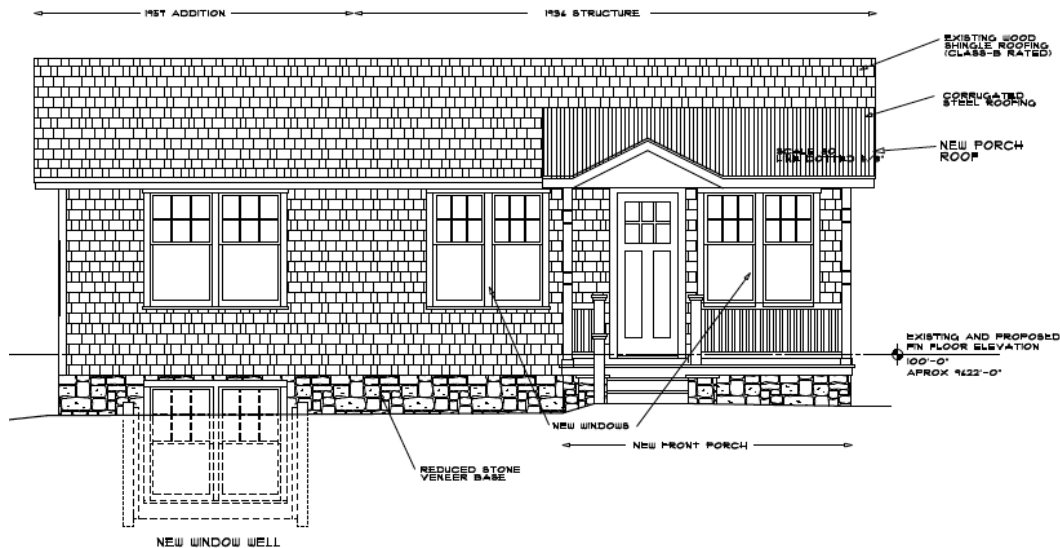 1957 ADDITION
1936 STRUCTURE
EXISTING WOOD
SHINGLE ROOFING
(CLASS-B RATED)
CORRUGATED
STEEL ROOFING
NEW PORCH
ROOF
EXISTING AND PROPOSED
FIN FLOOR ELEVATION
100'-0"
APROX 9622'-0"
NEW WINDOWS
NEW FRONT PORCH
REDUCED STONE
VENEER BASE
NEW WINDOW WELL